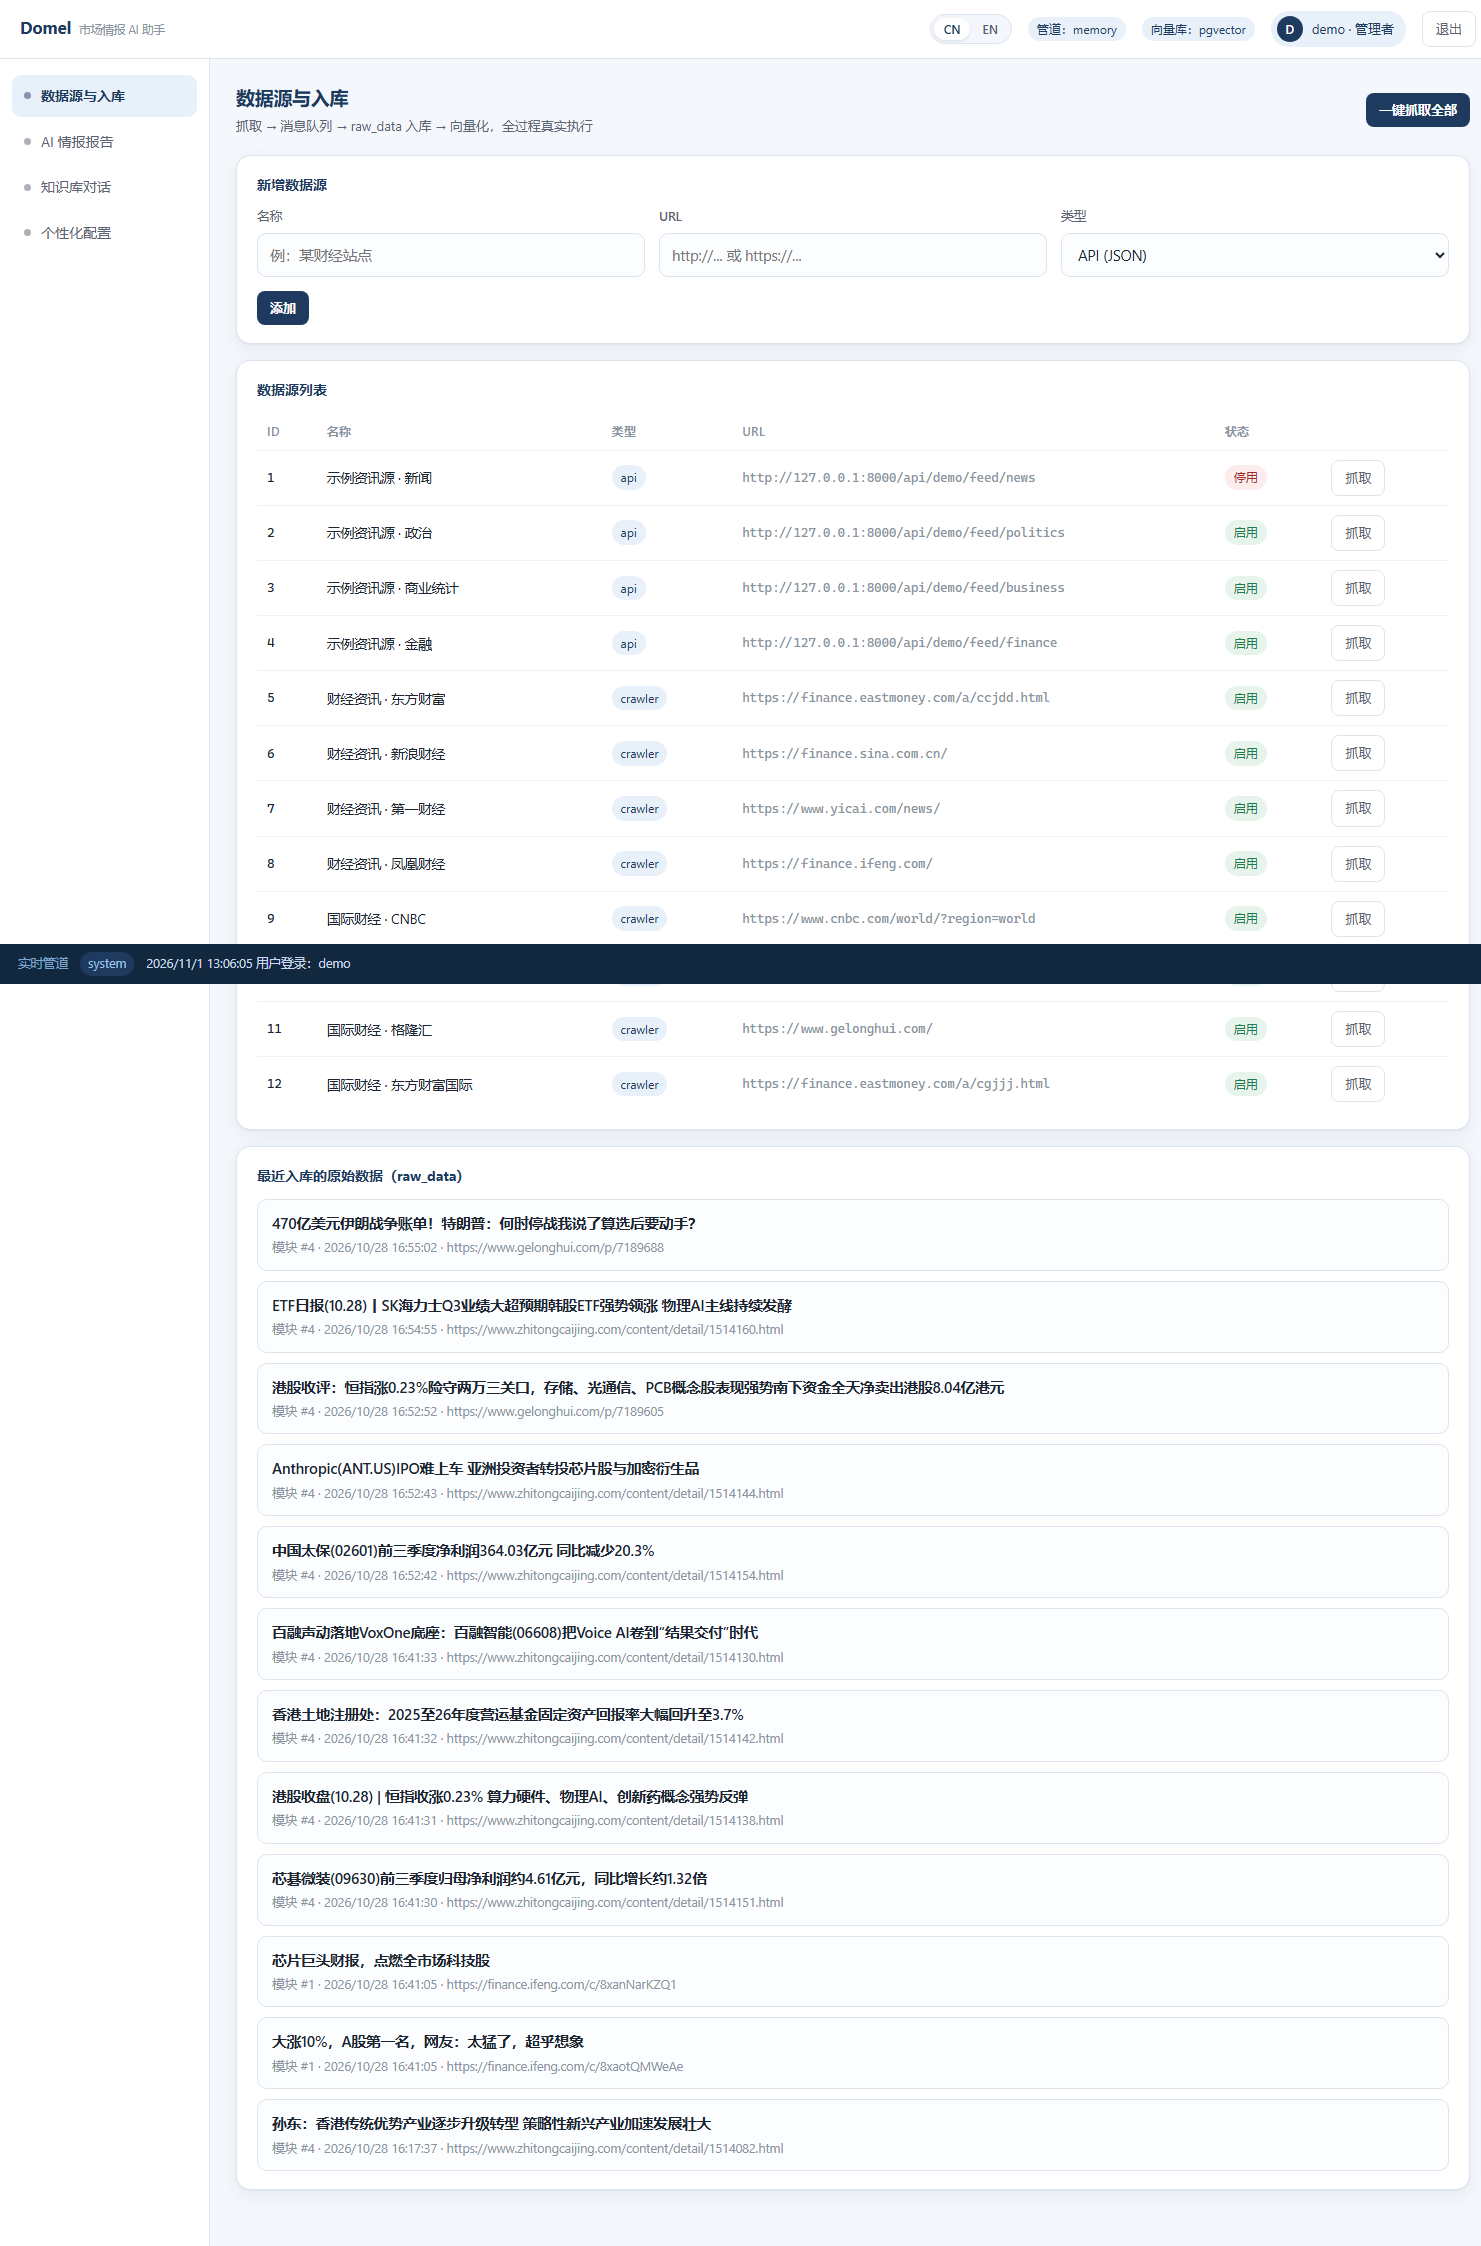 Domel 市场情报 AI 助手
CN EN
管道：memory
向量库：pgvector
D demo · 管理者
退出
数据源与入库
AI 情报报告
知识库对话
个性化配置
数据源与入库
抓取 → 消息队列 → raw_data 入库 → 向量化，全过程真实执行
一键抓取全部
新增数据源
名称 URL 类型
例：某财经站点 http://... 或 https://... API (JSON)
添加
数据源列表
ID 名称 类型 URL 状态
1 示例资讯源 · 新闻 api http://127.0.0.1:8000/api/demo/feed/news 停用 抓取
2 示例资讯源 · 政治 api http://127.0.0.1:8000/api/demo/feed/politics 启用 抓取
3 示例资讯源 · 商业统计 api http://127.0.0.1:8000/api/demo/feed/business 启用 抓取
4 示例资讯源 · 金融 api http://127.0.0.1:8000/api/demo/feed/finance 启用 抓取
5 财经资讯 · 东方财富 crawler https://finance.eastmoney.com/a/ccjdd.html 启用 抓取
6 财经资讯 · 新浪财经 crawler https://finance.sina.com.cn/ 启用 抓取
7 财经资讯 · 第一财经 crawler https://www.yicai.com/news/ 启用 抓取
8 财经资讯 · 凤凰财经 crawler https://finance.ifeng.com/ 启用 抓取
9 国际财经 · CNBC crawler https://www.cnbc.com/world/?region=world 启用 抓取
实时管道 system 2026/11/1 13:06:05 用户登录：demo
11 国际财经 · 格隆汇 crawler https://www.gelonghui.com/ 启用 抓取
12 国际财经 · 东方财富国际 crawler https://finance.eastmoney.com/a/cgjjj.html 启用 抓取
最近入库的原始数据（raw_data）
470亿美元伊朗战争账单！特朗普：何时停战我说了算选后要动手？
模块 #4 · 2026/10/28 16:55:02 · https://www.gelonghui.com/p/7189688
ETF日报(10.28) | SK海力士Q3业绩大超预期韩股ETF强势领涨 物理AI主线持续发酵
模块 #4 · 2026/10/28 16:54:55 · https://www.zhitongcaijing.com/content/detail/1514160.html
港股收评：恒指涨0.23%险守两万三关口，存储、光通信、PCB概念股表现强势南下资金全天净卖出港股8.04亿港元
模块 #4 · 2026/10/28 16:52:52 · https://www.gelonghui.com/p/7189605
Anthropic(ANT.US)IPO难上车 亚洲投资者转投芯片股与加密衍生品
模块 #4 · 2026/10/28 16:52:43 · https://www.zhitongcaijing.com/content/detail/1514144.html
中国太保(02601)前三季度净利润364.03亿元 同比减少20.3%
模块 #4 · 2026/10/28 16:52:42 · https://www.zhitongcaijing.com/content/detail/1514154.html
百融声动落地VoxOne底座：百融智能(06608)把Voice AI卷到“结果交付”时代
模块 #4 · 2026/10/28 16:41:33 · https://www.zhitongcaijing.com/content/detail/1514130.html
香港土地注册处：2025至26年度营运基金固定资产回报率大幅回升至3.7%
模块 #4 · 2026/10/28 16:41:32 · https://www.zhitongcaijing.com/content/detail/1514142.html
港股收盘(10.28) | 恒指收涨0.23% 算力硬件、物理AI、创新药概念强势反弹
模块 #4 · 2026/10/28 16:41:31 · https://www.zhitongcaijing.com/content/detail/1514138.html
芯碁微装(09630)前三季度归母净利润约4.61亿元，同比增长约1.32倍
模块 #4 · 2026/10/28 16:41:30 · https://www.zhitongcaijing.com/content/detail/1514151.html
芯片巨头财报，点燃全市场科技股
模块 #1 · 2026/10/28 16:41:05 · https://finance.ifeng.com/c/8xanNarKZQ1
大涨10%，A股第一名，网友：太猛了，超乎想象
模块 #1 · 2026/10/28 16:41:05 · https://finance.ifeng.com/c/8xaotQMWeAe
孙东：香港传统优势产业逐步升级转型 策略性新兴产业加速发展壮大
模块 #4 · 2026/10/28 16:17:37 · https://www.zhitongcaijing.com/content/detail/1514082.html